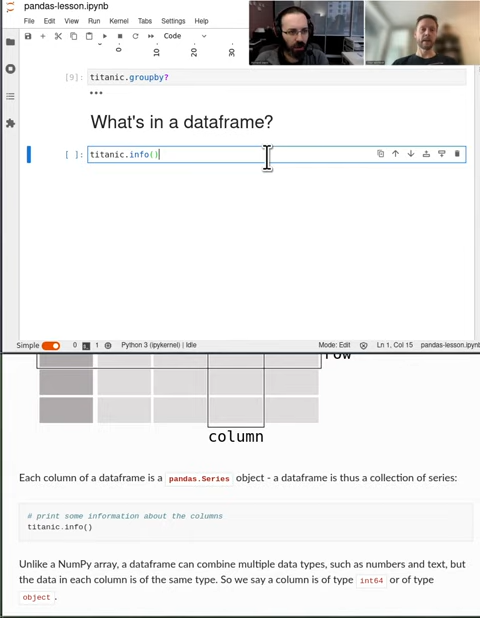 pandas-lesson.ipynb
File Edit View Run Kernel Tabs Settings Help
Code
0 10 20 30
[9]: titanic.groupby?
•••
What's in a dataframe?
[ ]: titanic.info()
Simple 0 1 Python 3 (ipykernel) | Idle Mode: Edit Ln 1, Col 15 pandas-lesson.ipynb
row
column
Each column of a dataframe is a pandas.Series object - a dataframe is thus a collection of series:
# print some information about the columns
titanic.info()
Unlike a NumPy array, a dataframe can combine multiple data types, such as numbers and text, but
the data in each column is of the same type. So we say a column is of type int64 or of type
object .